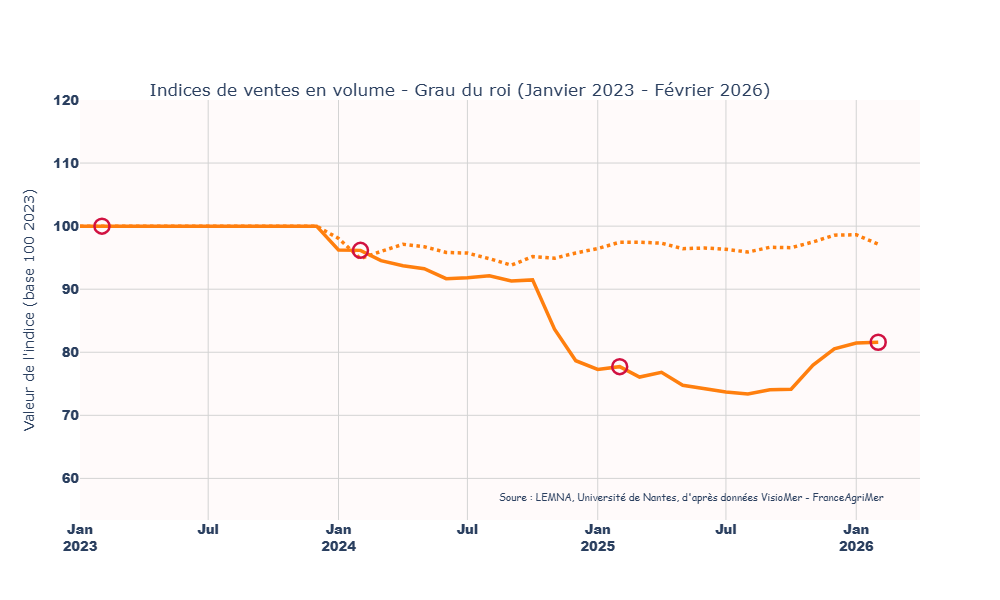 Indices de ventes en volume - Grau du roi (Janvier 2023 - Février 2026)
Valeur de l'indice (base 100 2023)
120
110
100
90
80
70
60
Soure : LEMNA, Université de Nantes, d'après données VisioMer - FranceAgriMer
Jan Jul Jan Jul Jan Jul Jan
2023 2024 2025 2026